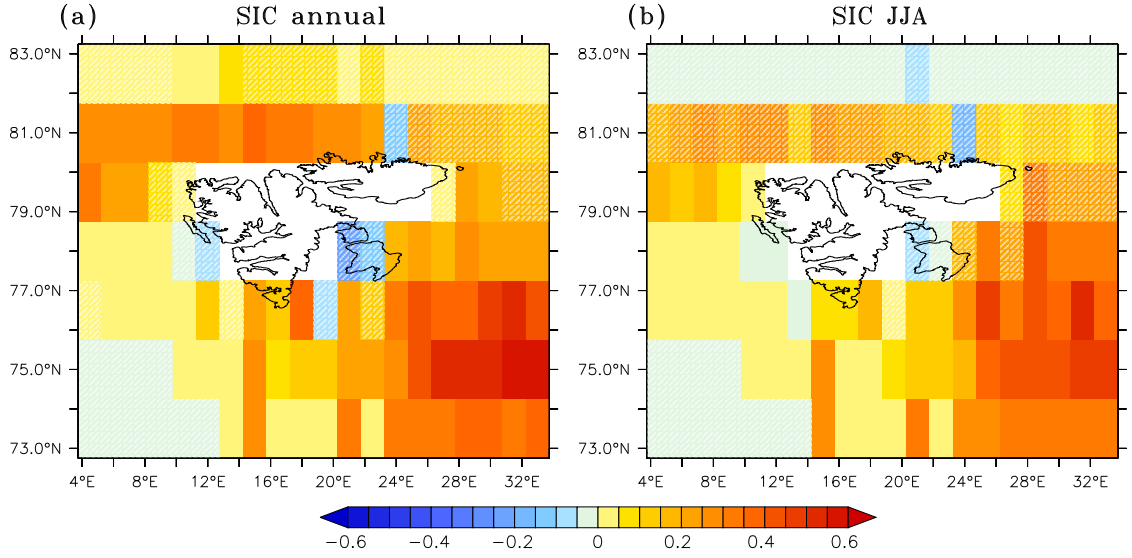 (a) SIC annual
(b) SIC JJA
83.0°N
81.0°N
79.0°N
77.0°N
75.0°N
73.0°N
83.0°N
81.0°N
79.0°N
77.0°N
75.0°N
73.0°N
4°E 8°E 12°E 16°E 20°E 24°E 28°E 32°E
4°E 8°E 12°E 16°E 20°E 24°E 28°E 32°E
-0.6 -0.4 -0.2 0 0.2 0.4 0.6